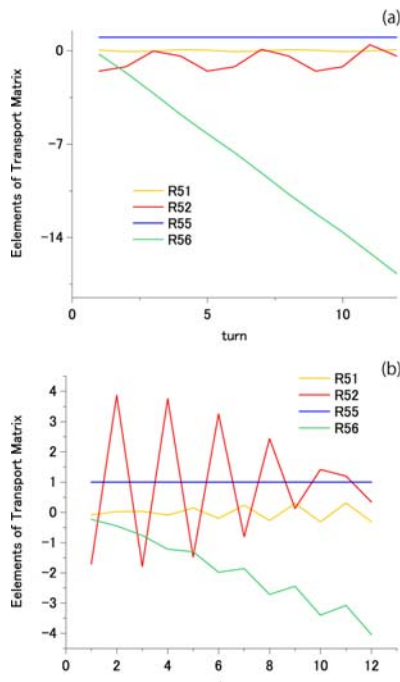 (a)
0
-7
-14
Eelements of Transport Matrix
R51
R52
R55
R56
5
10
turn
(b)
4
3
2
1
0
-1
-2
-3
-4
Eelements of Transport Matrix
R51
R52
R55
R56
0
2
4
6
8
10
12